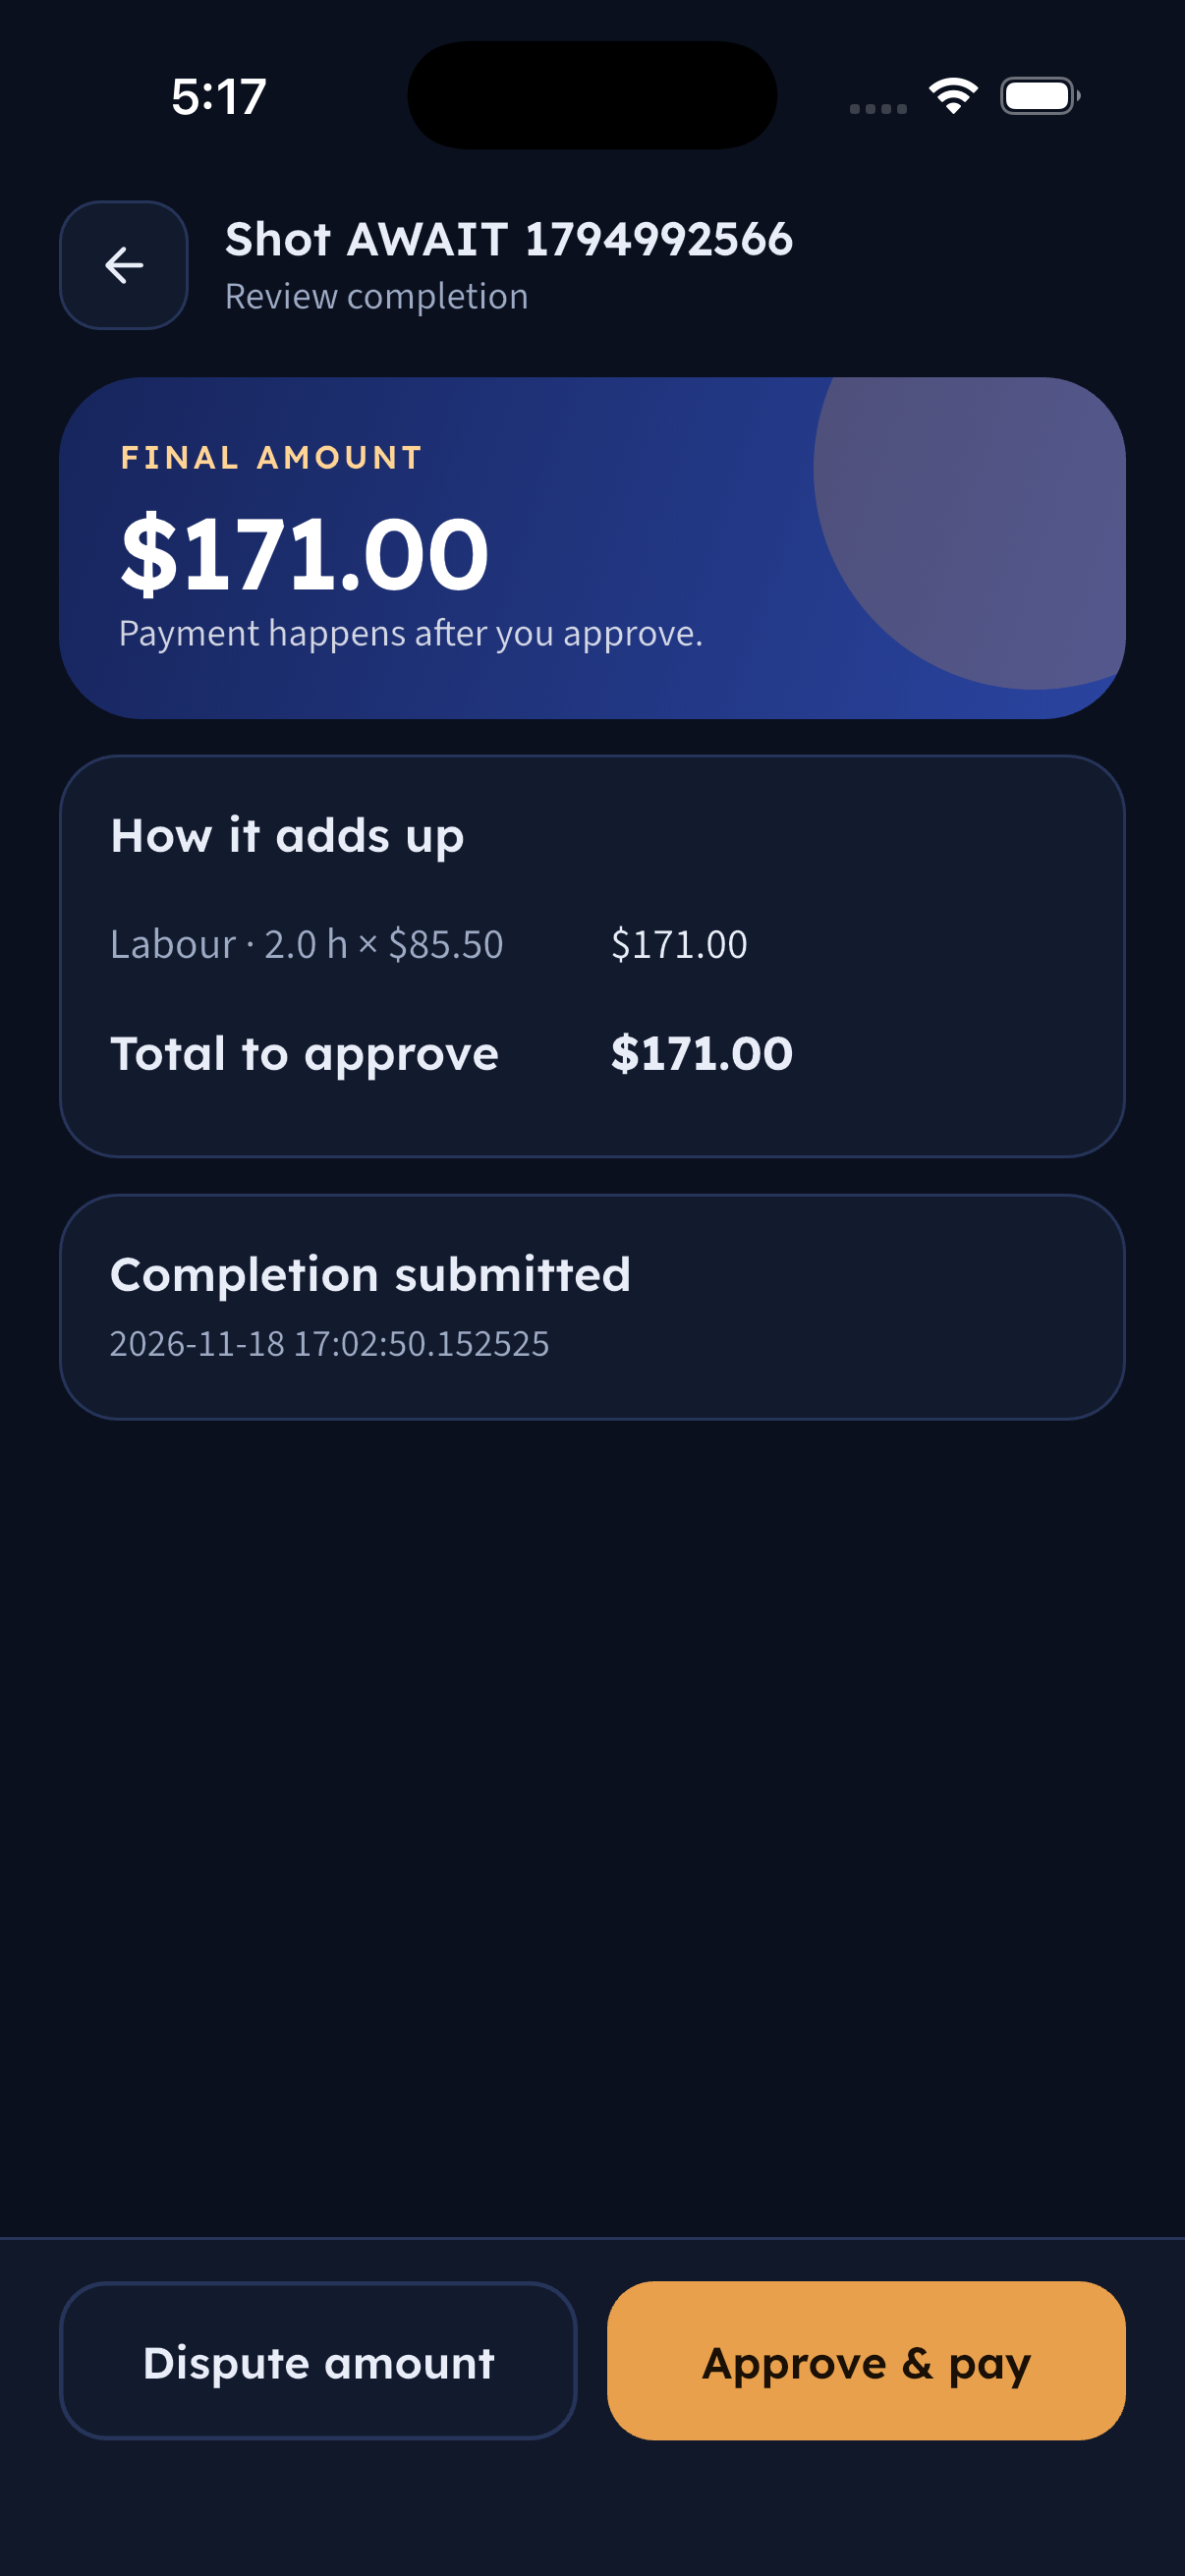 5:17
Shot AWAIT 1794992566
Review completion
FINAL AMOUNT
$171.00
Payment happens after you approve.
How it adds up
Labour · 2.0 h × $85.50 $171.00
Total to approve $171.00
Completion submitted
2026-11-18 17:02:50.152525
Dispute amount Approve & pay